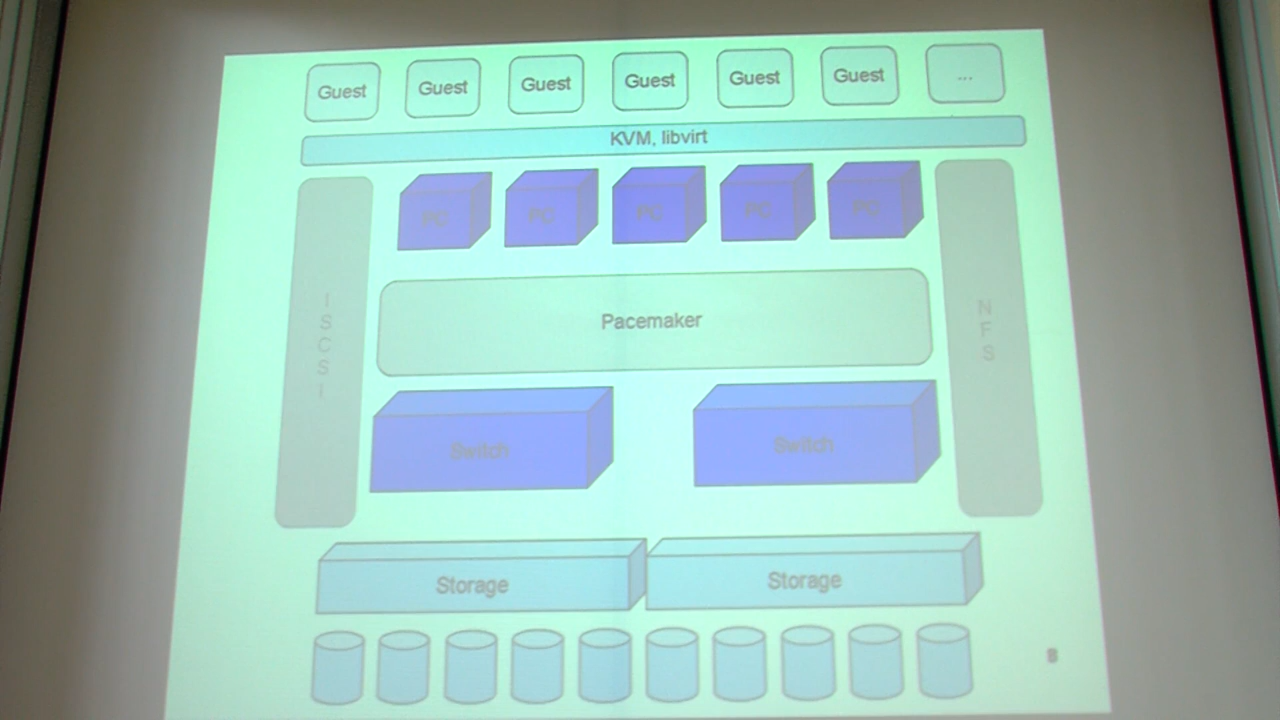 Guest Guest Guest Guest Guest Guest ...
KVM, libvirt
PC PC PC PC PC
I
S
C
S
I
Pacemaker
N
F
S
Switch Switch
Storage Storage
8